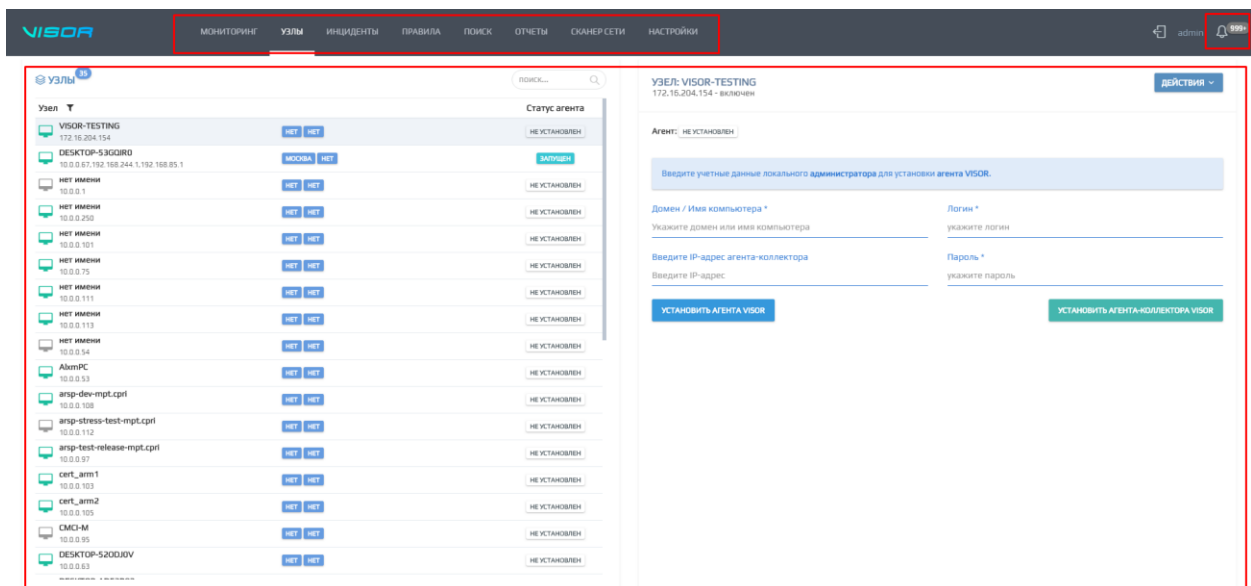 VISOR МОНИТОРИНГ УЗЛЫ ИНЦИДЕНТЫ ПРАВИЛА ПОИСК ОТЧЕТЫ СКАНЕР СЕТИ НАСТРОЙКИ admin 999+
УЗЛЫ 35 поиск...
Узел Статус агента
VISOR-TESTING
172.16.204.154
НЕТ НЕТ НЕ УСТАНОВЛЕН
DESKTOP-53GQIR0
10.0.0.67,192.168.244.1,192.168.85.1
МОСКВА НЕТ ЗАПУЩЕН
нет имени
10.0.0.1
НЕТ НЕТ НЕ УСТАНОВЛЕН
нет имени
10.0.0.250
НЕТ НЕТ НЕ УСТАНОВЛЕН
нет имени
10.0.0.101
НЕТ НЕТ НЕ УСТАНОВЛЕН
нет имени
10.0.0.75
НЕТ НЕТ НЕ УСТАНОВЛЕН
нет имени
10.0.0.111
НЕТ НЕТ НЕ УСТАНОВЛЕН
нет имени
10.0.0.113
НЕТ НЕТ НЕ УСТАНОВЛЕН
нет имени
10.0.0.54
НЕТ НЕТ НЕ УСТАНОВЛЕН
AlxmPC
10.0.0.53
НЕТ НЕТ НЕ УСТАНОВЛЕН
arsp-dev-mpt.cpri
10.0.0.108
НЕТ НЕТ НЕ УСТАНОВЛЕН
arsp-stress-test-mpt.cpri
10.0.0.112
НЕТ НЕТ НЕ УСТАНОВЛЕН
arsp-test-release-mpt.cpri
10.0.0.97
НЕТ НЕТ НЕ УСТАНОВЛЕН
cert_arm1
10.0.0.103
НЕТ НЕТ НЕ УСТАНОВЛЕН
cert_arm2
10.0.0.105
НЕТ НЕТ НЕ УСТАНОВЛЕН
CMCI-M
10.0.0.95
НЕТ НЕТ НЕ УСТАНОВЛЕН
DESKTOP-52ODJ0V
10.0.0.63
НЕТ НЕТ НЕ УСТАНОВЛЕН
УЗЕЛ: VISOR-TESTING
172.16.204.154 - включен
ДЕЙСТВИЯ
Агент: НЕ УСТАНОВЛЕН
Введите учетные данные локального администратора для установки агента VISOR.
Домен / Имя компьютера * Логин *
Укажите домен или имя компьютера укажите логин
Введите IP-адрес агента-коллектора Пароль *
Введите IP-адрес укажите пароль
УСТАНОВИТЬ АГЕНТА VISOR УСТАНОВИТЬ АГЕНТА-КОЛЛЕКТОРА VISOR